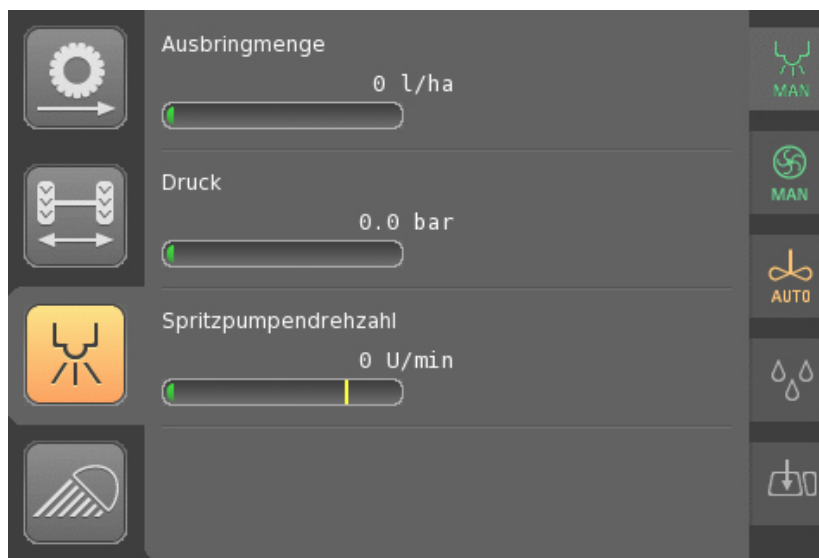 Ausbringmenge
0 l/ha
MAN
Druck
0.0 bar
MAN
Spritzpumpendrehzahl
0 U/min
AUTO